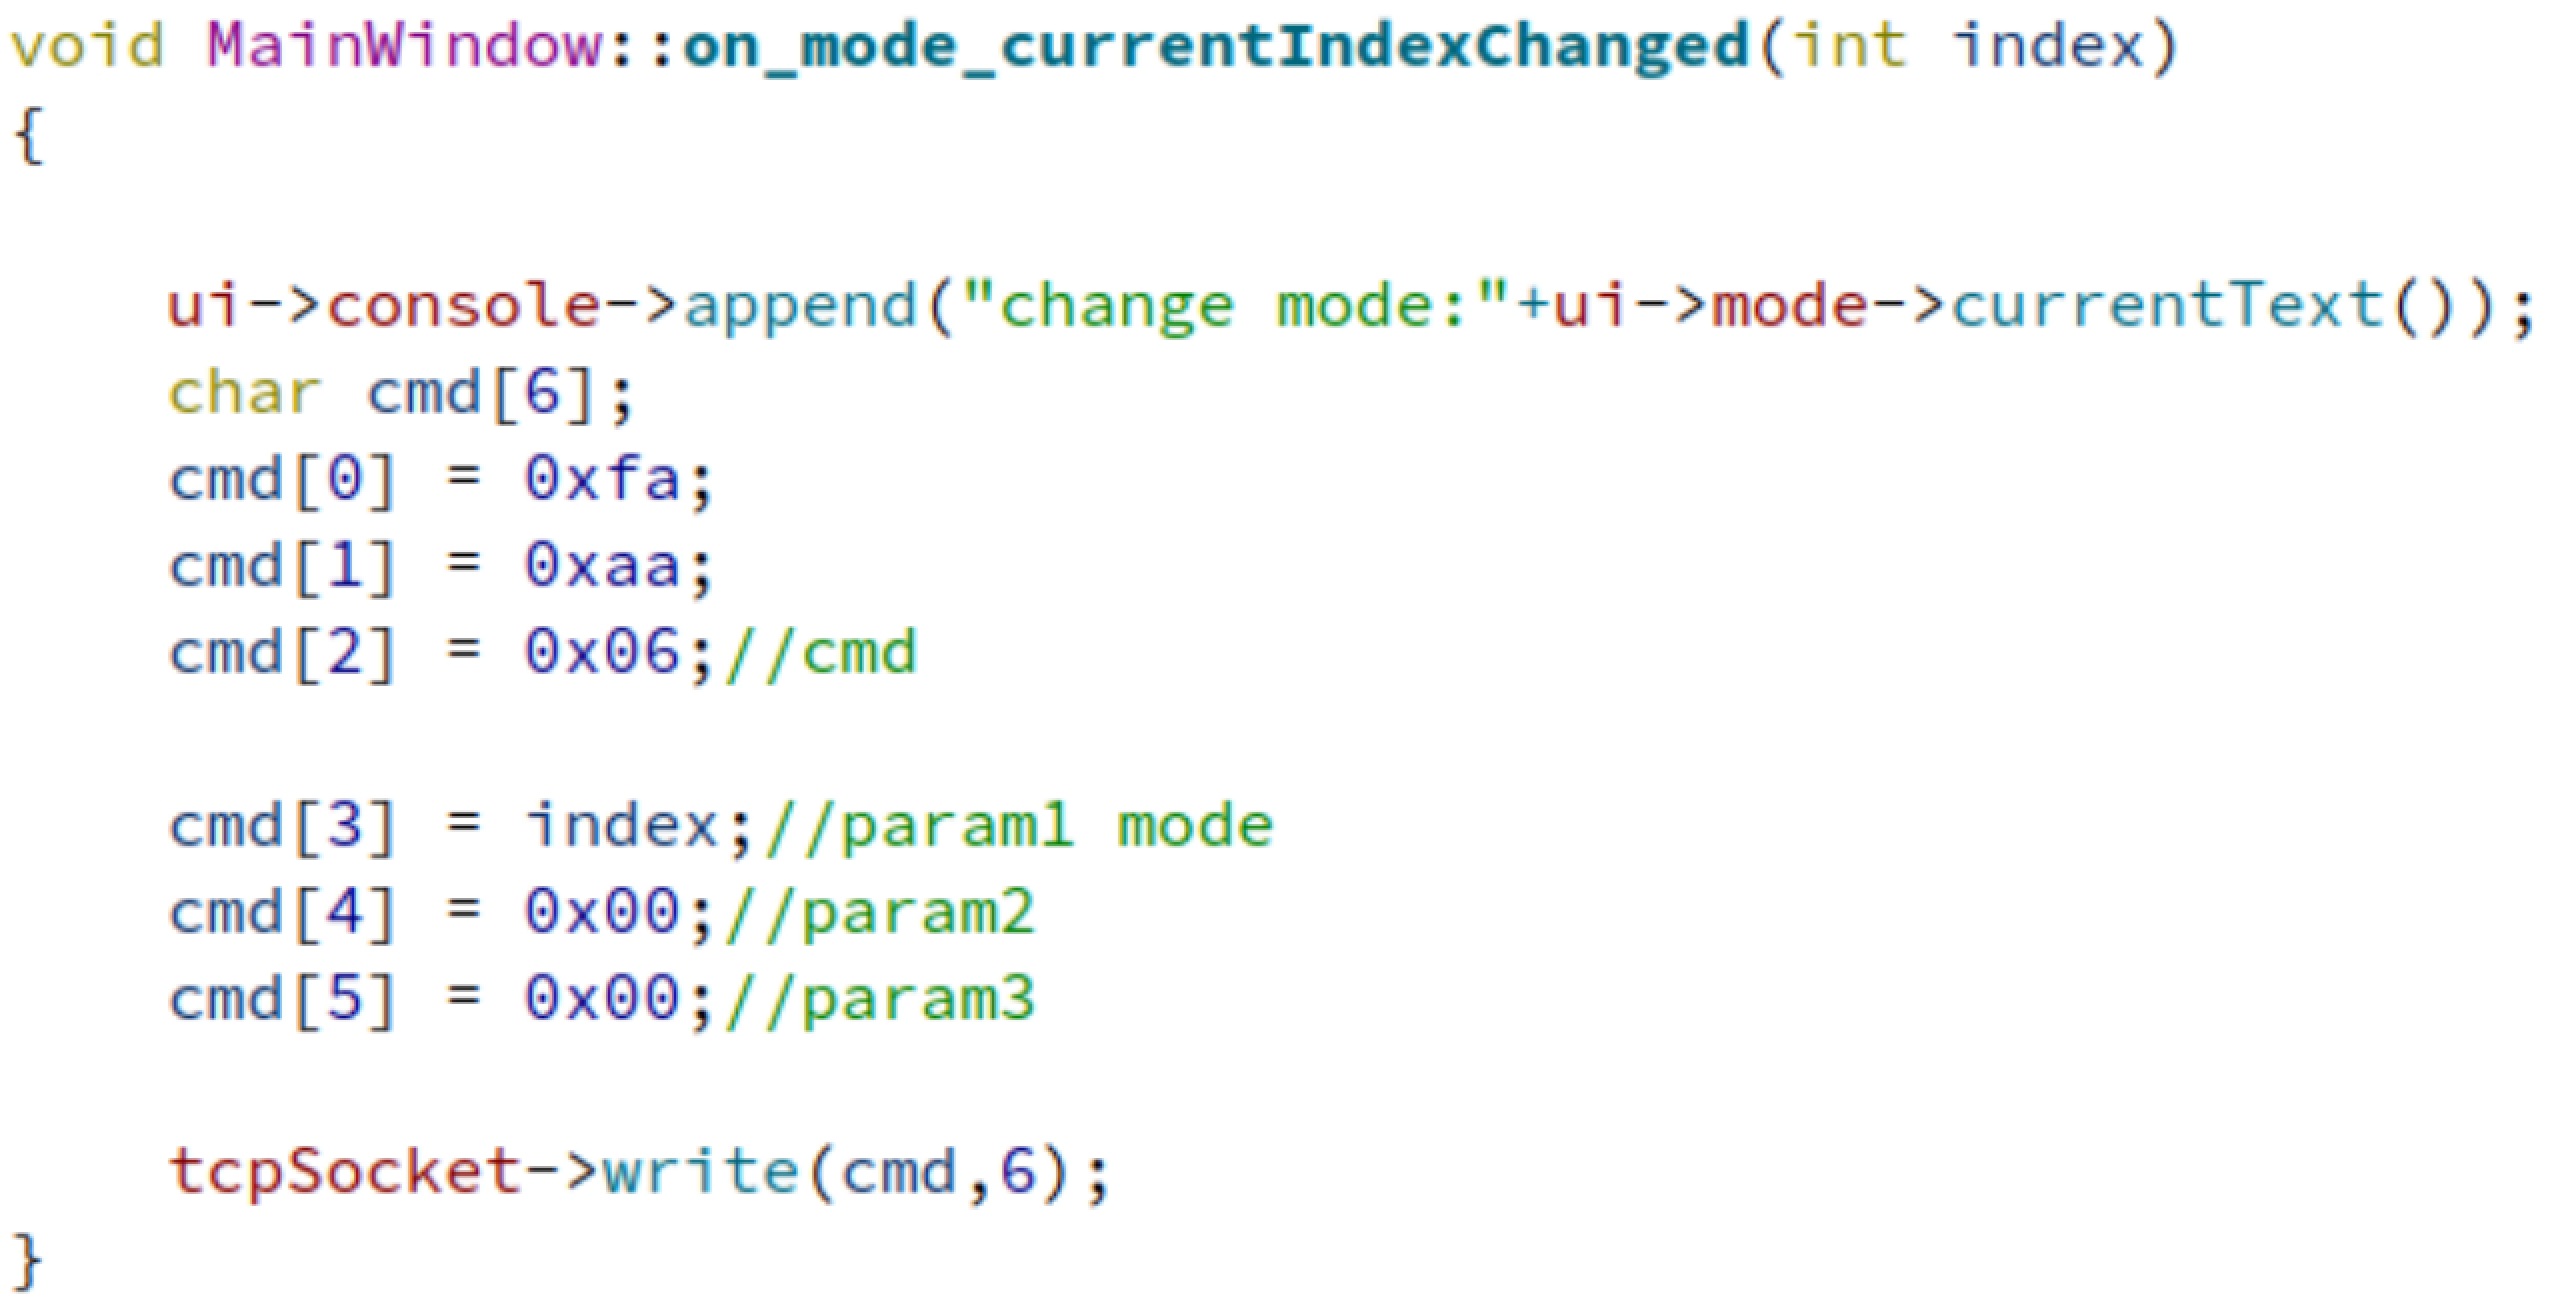 void MainWindow::on_mode_currentIndexChanged(int index)
{
ui->console->append("change mode:"+ui->mode->currentText());
char cmd[6];
cmd[0] = 0xfa;
cmd[1] = 0xaa;
cmd[2] = 0x06;//cmd
cmd[3] = index;//param1 mode
cmd[4] = 0x00;//param2
cmd[5] = 0x00;//param3
tcpSocket->write(cmd,6);
}